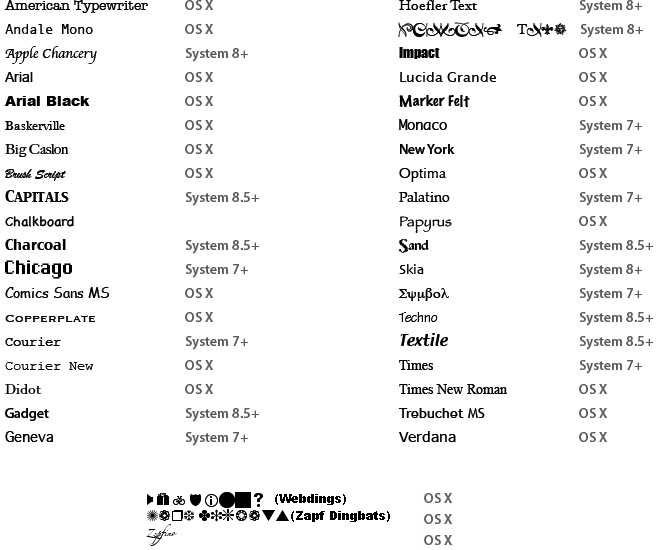 American Typewriter OS X
Andale Mono OS X
Apple Chancery System 8+
Arial OS X
Arial Black OS X
Baskerville OS X
Big Caslon OS X
Brush Script OS X
CAPITALS System 8.5+
Chalkboard OS X
Charcoal System 8.5+
Chicago System 7+
Comics Sans MS OS X
COPPERPLATE OS X
Courier System 7+
Courier New OS X
Didot OS X
Gadget System 8.5+
Geneva System 7+
Hoefler Text System 8+
System 8+
Impact OS X
Lucida Grande OS X
Marker Felt OS X
Monaco System 7+
New York System 7+
Optima OS X
Palatino System 7+
Papyrus OS X
Sand System 8.5+
Skia System 8+
Σψμβολ System 7+
Techno System 8.5+
Textile System 8.5+
Times System 7+
Times New Roman OS X
Trebuchet MS OS X
Verdana OS X
? (Webdings) OS X
(Zapf Dingbats) OS X
Zapfino OS X